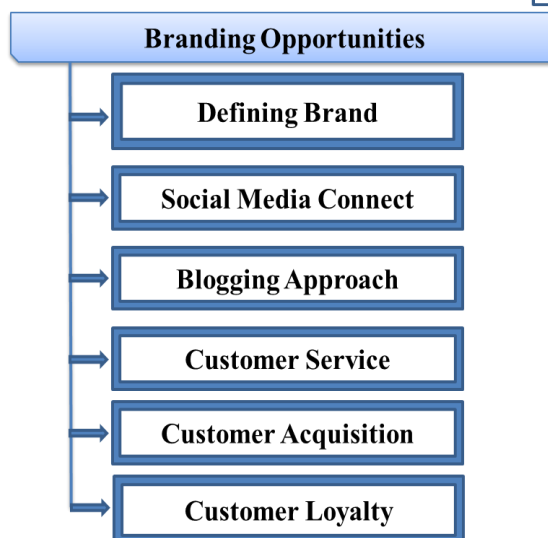 Branding Opportunities
Defining Brand
Social Media Connect
Blogging Approach
Customer Service
Customer Acquisition
Customer Loyalty